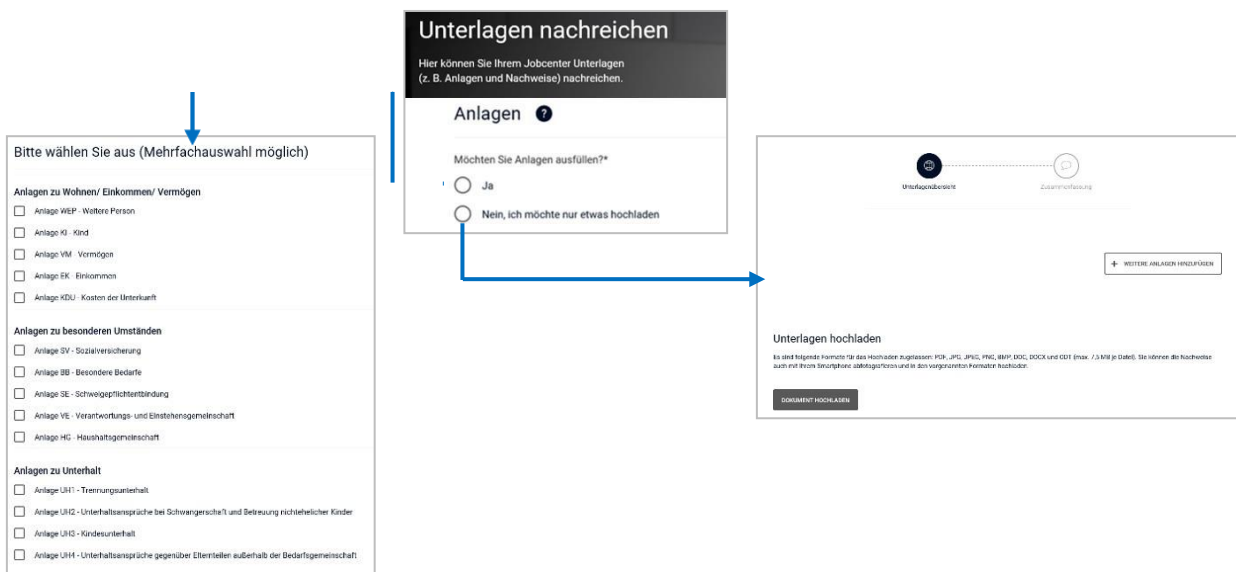 Unterlagen nachreichen
Hier können Sie Ihrem Jobcenter Unterlagen
(z. B. Anlagen und Nachweise) nachreichen.
Anlagen ?
Möchten Sie Anlagen ausfüllen?*
Ja
Nein, ich möchte nur etwas hochladen
Bitte wählen Sie aus (Mehrfachauswahl möglich)
Anlagen zu Wohnen/ Einkommen/ Vermögen
Anlage WEP - Weitere Person
Anlage KI - Kind
Anlage VM - Vermögen
Anlage EK - Einkommen
Anlage KDU - Kosten der Unterkunft
Anlagen zu besonderen Umständen
Anlage SV - Sozialversicherung
Anlage BB - Besondere Bedarfe
Anlage SE - Schweigepflichtentbindung
Anlage VE - Verantwortungs- und Einstehensgemeinschaft
Anlage HG - Haushaltsgemeinschaft
Anlagen zu Unterhalt
Anlage UH1 - Trennungsunterhalt
Anlage UH2 - Unterhaltsansprüche bei Schwangerschaft und Betreuung nichtehelicher Kinder
Anlage UH3 - Kindesunterhalt
Anlage UH4 - Unterhaltsansprüche gegenüber Elternteilen außerhalb der Bedarfsgemeinschaft
Unterlagenübersicht
Zusammenfassung
+ WEITERE ANLAGEN HINZUFÜGEN
Unterlagen hochladen
Es sind folgende Formate für das Hochladen zugelassen: PDF, JPG, JPEG, PNG, BMP, DOC, DOCX und ODT (max. 7,5 MB je Datei). Sie können die Nachweise
auch mit Ihrem Smartphone abfotografieren und in den vorgenannten Formaten hochladen.
DOKUMENT HOCHLADEN